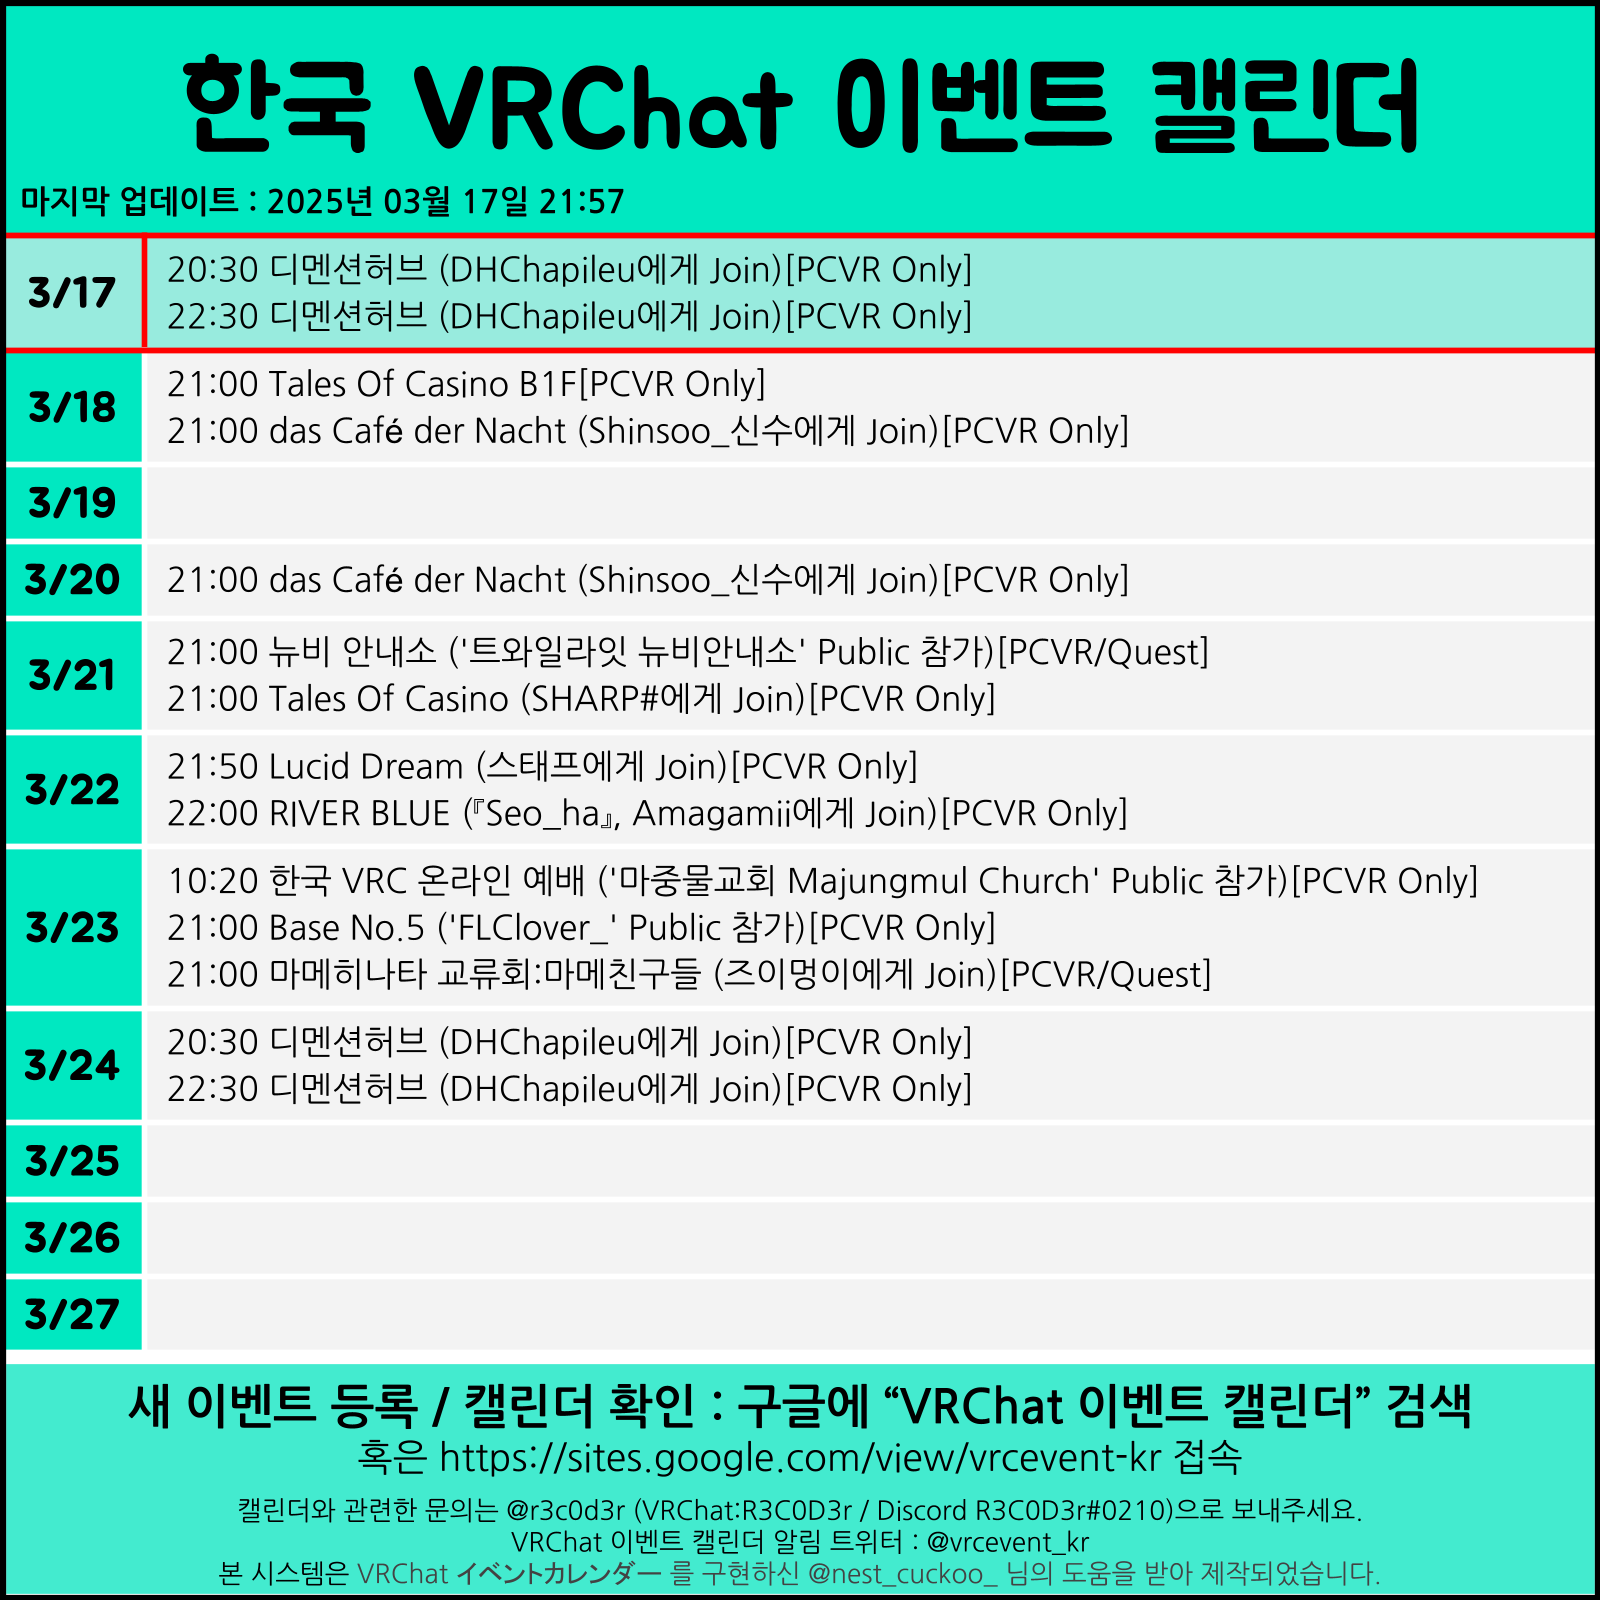 한국 VRChat 이벤트 캘린더
마지막 업데이트 : 2025년 03월 17일 21:57
3/17
20:30 디멘션허브 (DHChapileu에게 Join)[PCVR Only]
22:30 디멘션허브 (DHChapileu에게 Join)[PCVR Only]
3/18
21:00 Tales Of Casino B1F[PCVR Only]
21:00 das Café der Nacht (Shinsoo_신수에게 Join)[PCVR Only]
3/19
3/20
21:00 das Café der Nacht (Shinsoo_신수에게 Join)[PCVR Only]
3/21
21:00 뉴비 안내소 ('트와일라잇 뉴비안내소' Public 참가)[PCVR/Quest]
21:00 Tales Of Casino (SHARP#에게 Join)[PCVR Only]
3/22
21:50 Lucid Dream (스태프에게 Join)[PCVR Only]
22:00 RIVER BLUE (『Seo_ha』, Amagamii에게 Join)[PCVR Only]
3/23
10:20 한국 VRC 온라인 예배 ('마중물교회 Majungmul Church' Public 참가)[PCVR Only]
21:00 Base No.5 ('FLClover_' Public 참가)[PCVR Only]
21:00 마메히나타 교류회:마메친구들 (즈이멍이에게 Join)[PCVR/Quest]
3/24
20:30 디멘션허브 (DHChapileu에게 Join)[PCVR Only]
22:30 디멘션허브 (DHChapileu에게 Join)[PCVR Only]
3/25
3/26
3/27
새 이벤트 등록 / 캘린더 확인 : 구글에 “VRChat 이벤트 캘린더” 검색
혹은 https://sites.google.com/view/vrcevent-kr 접속
캘린더와 관련한 문의는 @r3c0d3r (VRChat:R3C0D3r / Discord R3C0D3r#0210)으로 보내주세요.
VRChat 이벤트 캘린더 알림 트위터 : @vrcevent_kr
본 시스템은 VRChat イベントカレンダー 를 구현하신 @nest_cuckoo_ 님의 도움을 받아 제작되었습니다.